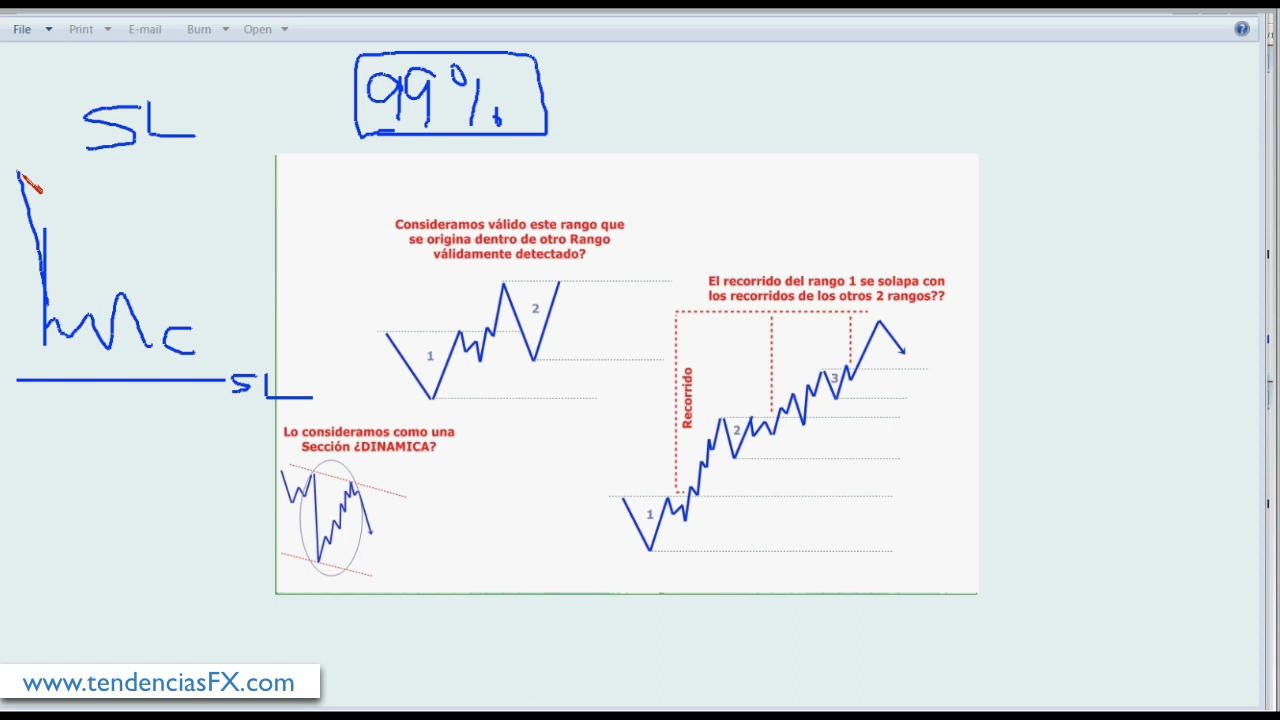 File Print E-mail Burn Open
99%
SL
Consideramos válido este rango que
se origina dentro de otro Rango
válidamente detectado?
El recorrido del rango 1 se solapa con
los recorridos de los otros 2 rangos??
2
1
C
SL
Recorrido
3
2
Lo consideramos como una
Sección ¿DINAMICA?
1
www.tendenciasFX.com